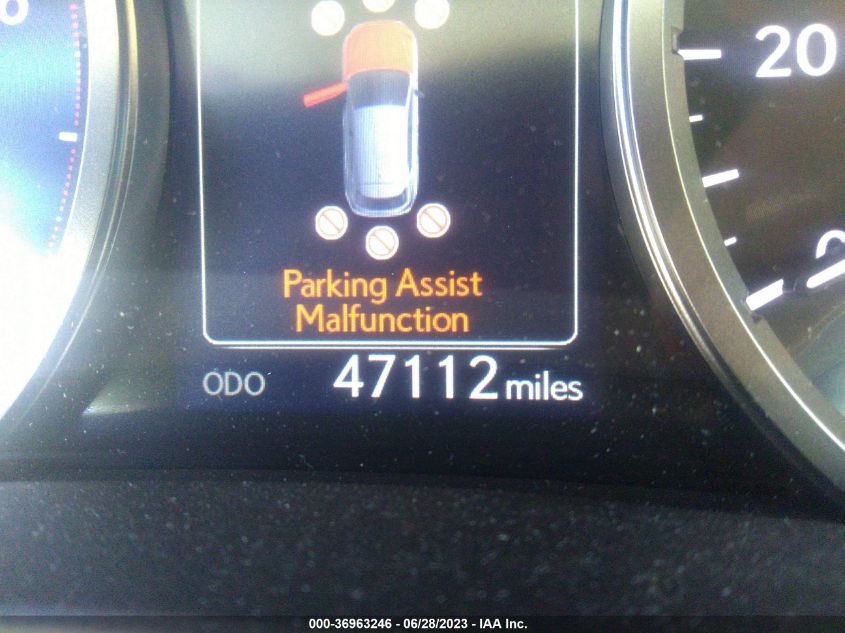 20
Parking Assist
Malfunction
ODO 47112 miles
000-36963246 - 06/28/2023 - IAA Inc.